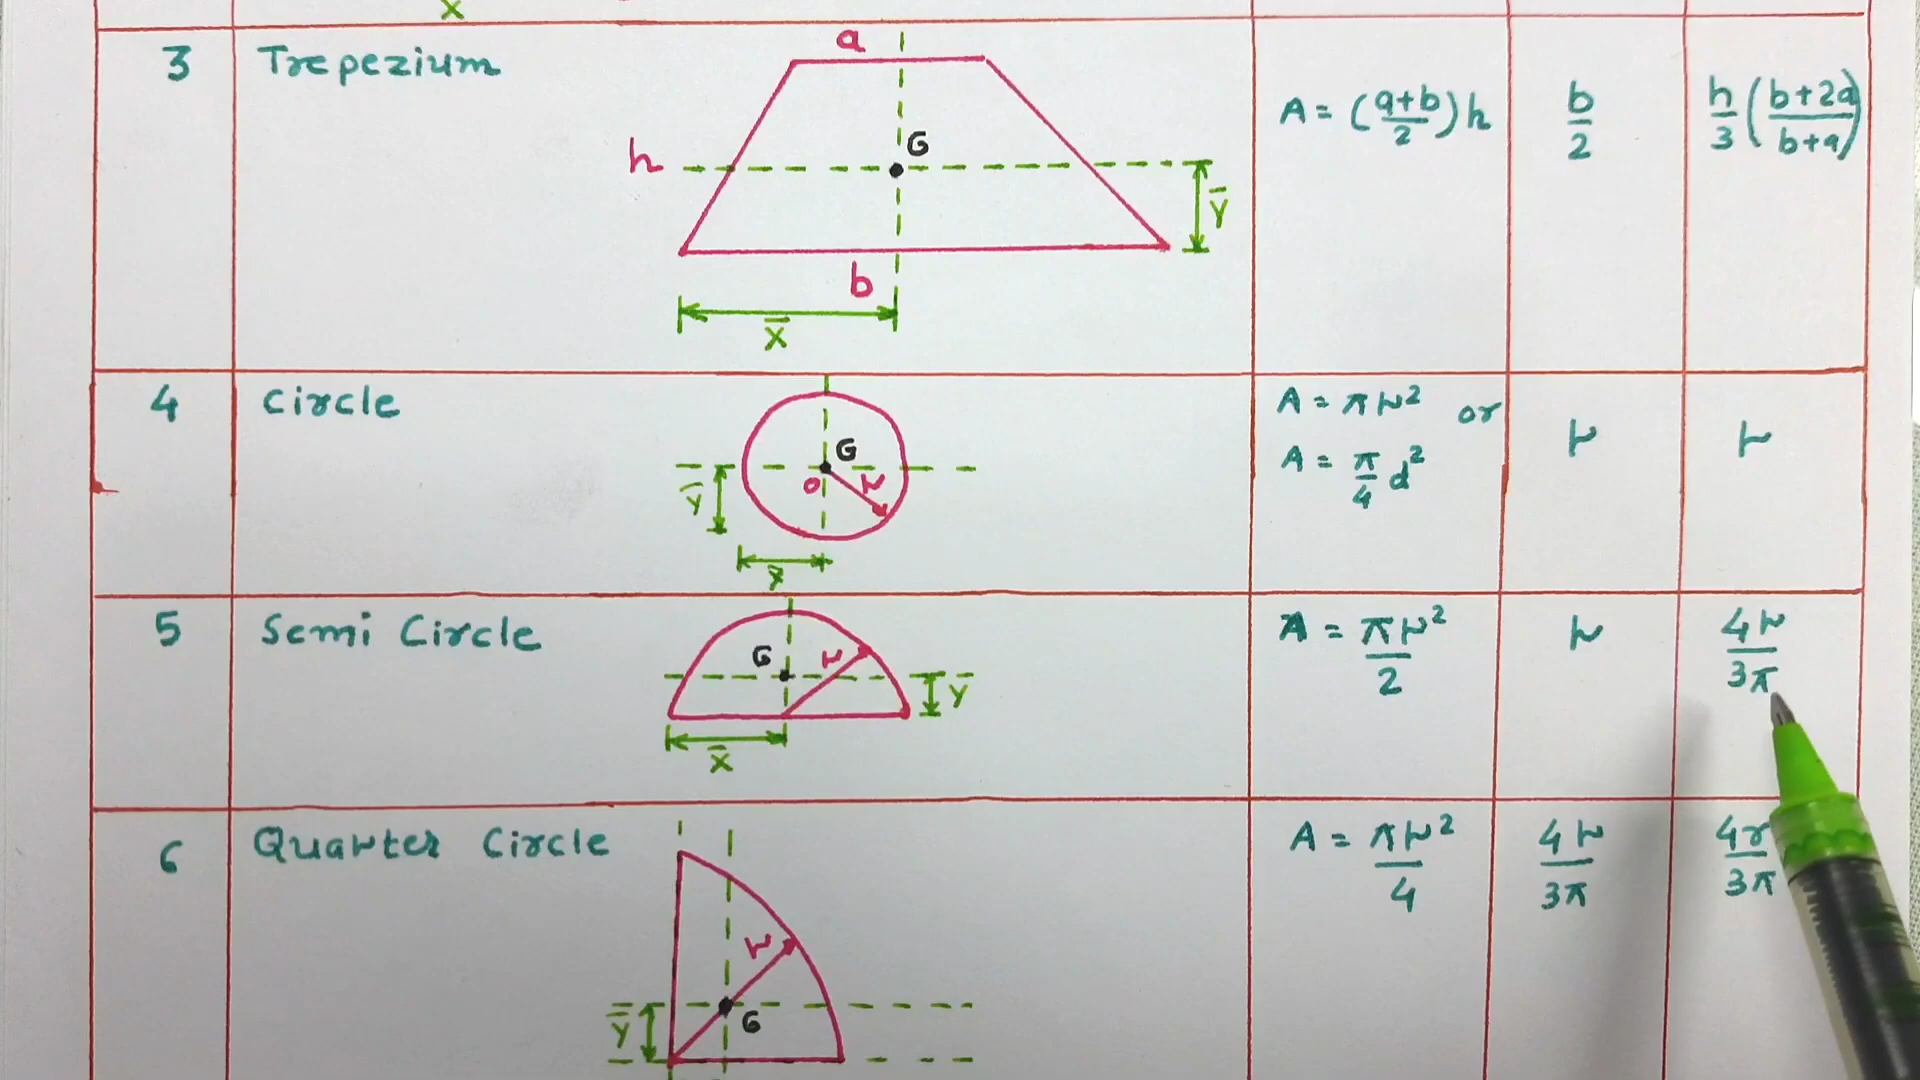 x
3 Trepezium a h G b X̄ Ȳ A = (a+b/2)h b/2 h/3 (b+2a/b+a)
4 Circle G O r Ȳ x̄ A = πr² or A = π/4 d² r r
5 Semi Circle G r Ȳ X̄ A = πr²/2 r 4r/3π
6 Quarter Circle r G Ȳ A = πr²/4 4r/3π 4r/3π